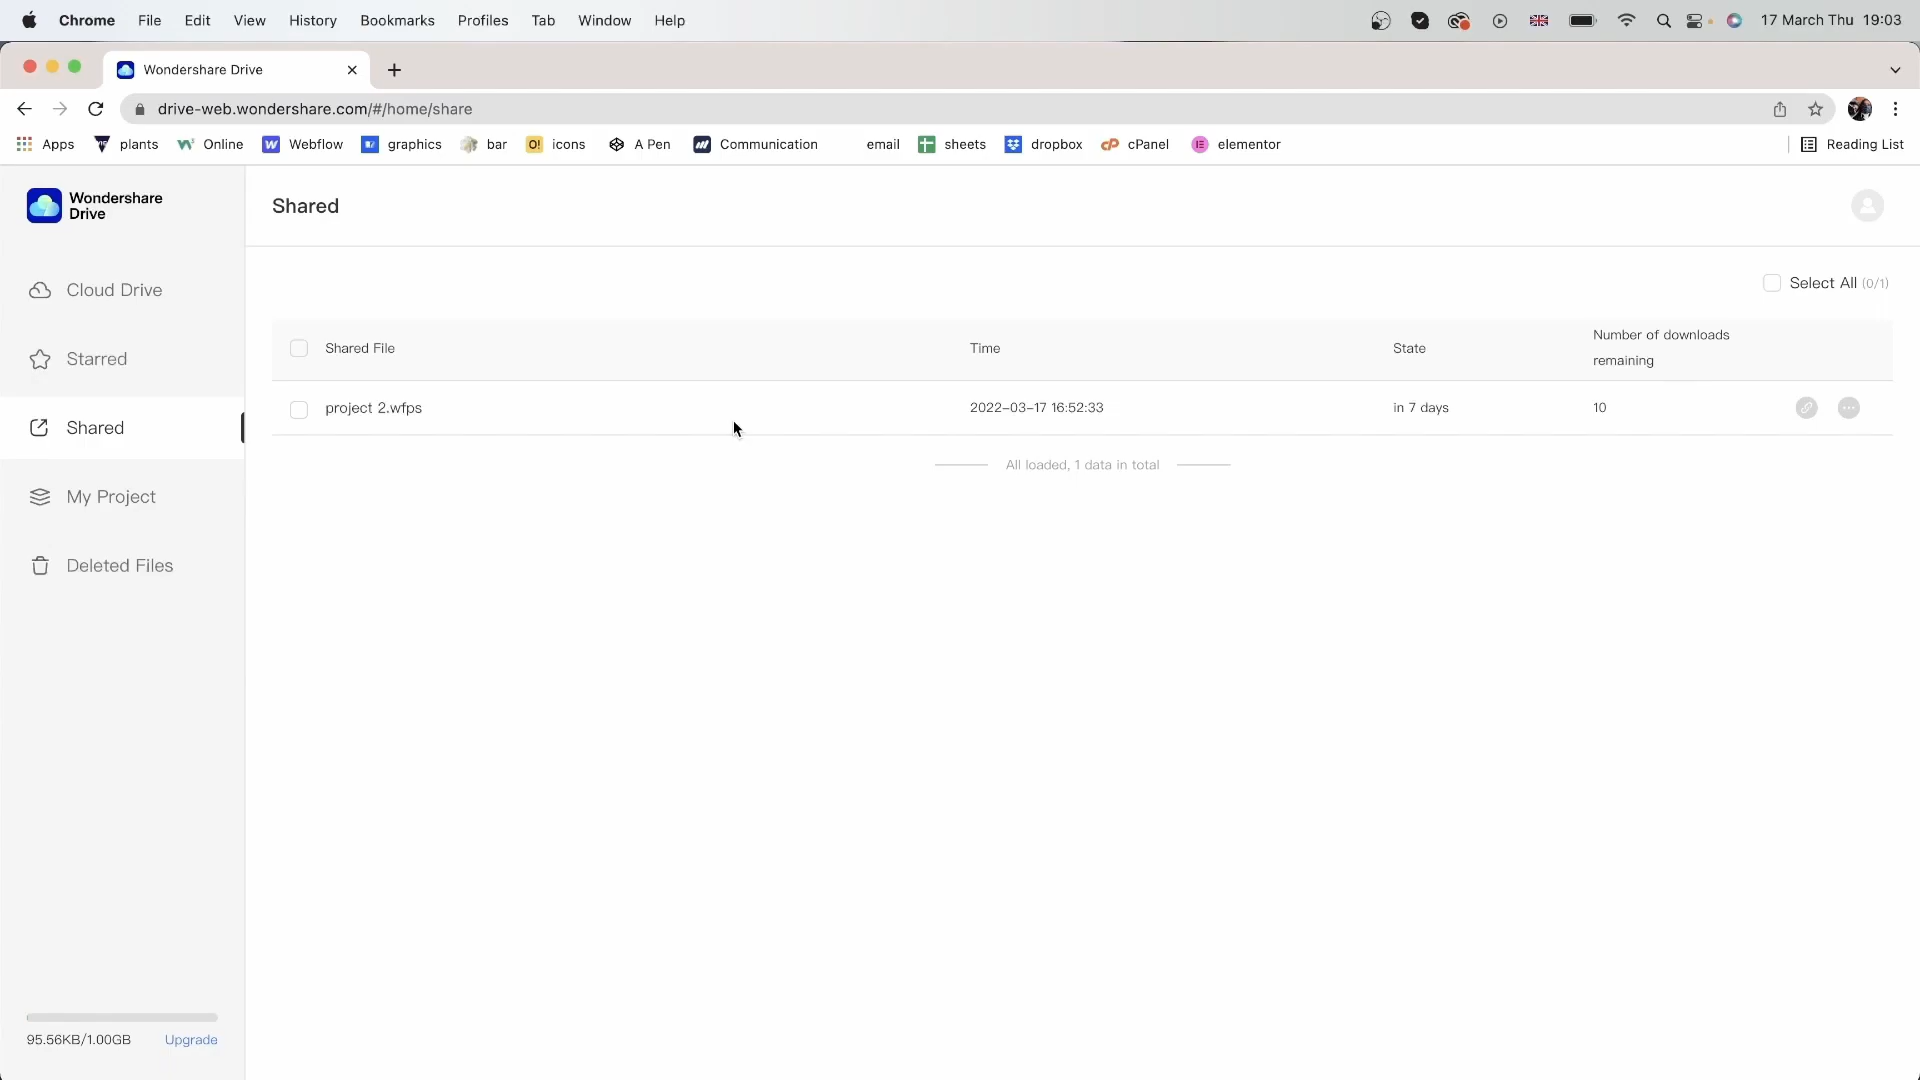 Chrome File Edit View History Bookmarks Profiles Tab Window Help 17 March Thu 19:03
Wondershare Drive
drive-web.wondershare.com/#/home/share
Apps plants Online Webflow graphics bar O! icons A Pen Communication email sheets dropbox cPanel elementor Reading List
Wondershare
Drive
Shared
Cloud Drive
Starred
Shared
My Project
Deleted Files
95.56KB/1.00GB Upgrade
Select All (0/1)
Shared File Time State Number of downloads
remaining
project 2.wfps 2022-03-17 16:52:33 in 7 days 10
All loaded, 1 data in total